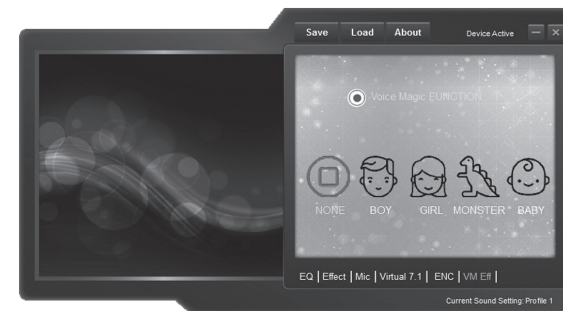 Save Load About Device Active
Voice Magic FUNCTION
NONE BOY GIRL MONSTER BABY
EQ | Effect | Mic | Virtual 7.1 | ENC | VM Eff |
Current Sound Setting: Profile 1